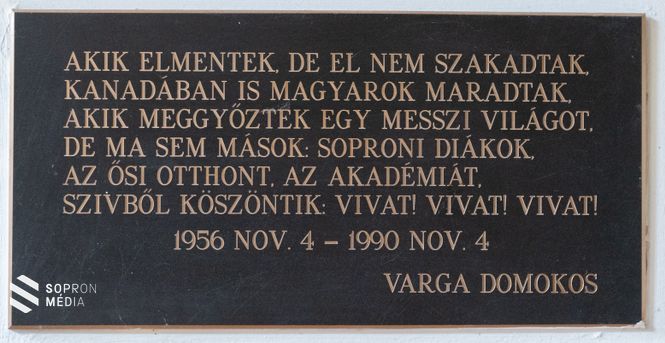 AKIK ELMENTEK, DE EL NEM SZAKADTAK,
KANADÁBAN IS MAGYAROK MARADTAK,
AKIK MEGGYŐZTEK EGY MESSZI VILÁGOT,
DE MA SEM MÁSOK: SOPRONI DIÁKOK,
AZ ŐSI OTTHONT, AZ AKADÉMIÁT,
SZIVBŐL KÖSZÖNTIK: VIVAT! VIVAT! VIVAT!
1956 NOV. 4 – 1990 NOV. 4
VARGA DOMOKOS
SOPRON
MÉDIA